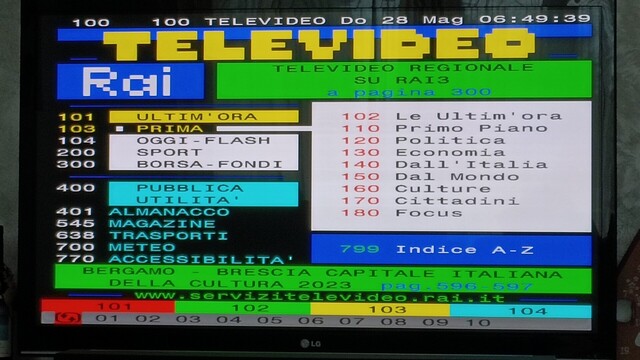 100 100 TELEVIDEO Do 28 Mag 06:49:39
TELEVIDEO
Rai
TELEVIDEO REGIONALE
SU RAI3
a pagina 300
101 ULTIM'ORA
103 PRIMA
104 OGGI-FLASH
200 SPORT
300 BORSA-FONDI
400 PUBBLICA
UTILITA'
401 ALMANACCO
545 MAGAZINE
638 TRASPORTI
700 METEO
770 ACCESSIBILITA'
102 Le Ultim'ora
110 Primo Piano
120 Politica
130 Economia
140 Dall'Italia
150 Dal Mondo
160 Culture
170 Cittadini
180 Focus
799 Indice A-Z
BERGAMO - BRESCIA CAPITALE ITALIANA
DELLA CULTURA 2023 pag.596-597
www.servizitelevideo.rai.it
101 102 103 104
01 02 03 04 05 06 07 08 09 10
LG